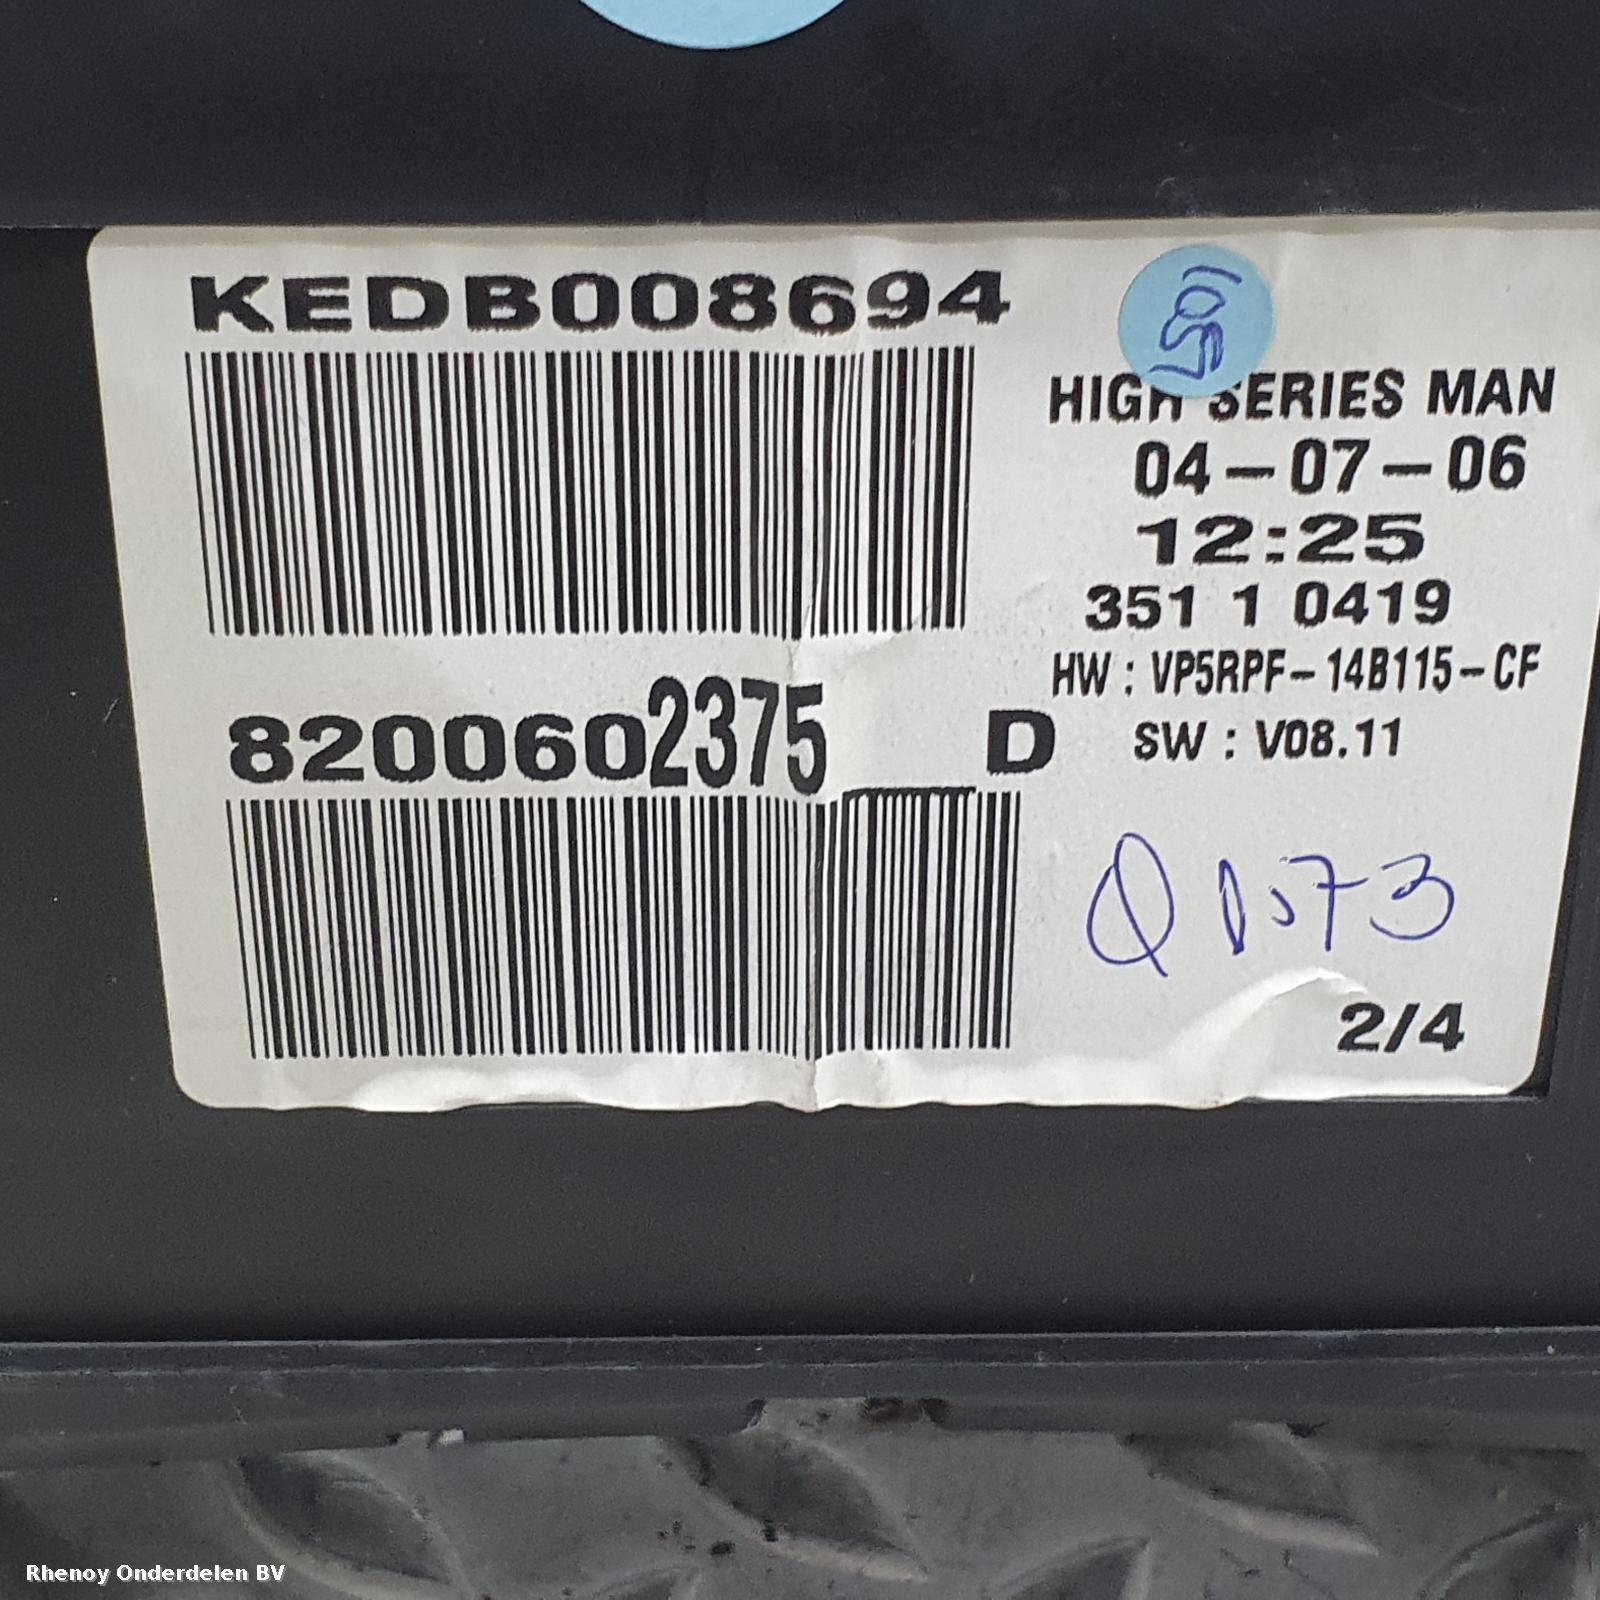 KEDB008694
HIGH SERIES MAN
04-07-06
12:25
351 1 0419
HW : VP5RPF-14B115-CF
SW : V08.11
8200602375 D
2/4
Rhenoy Onderdelen BV